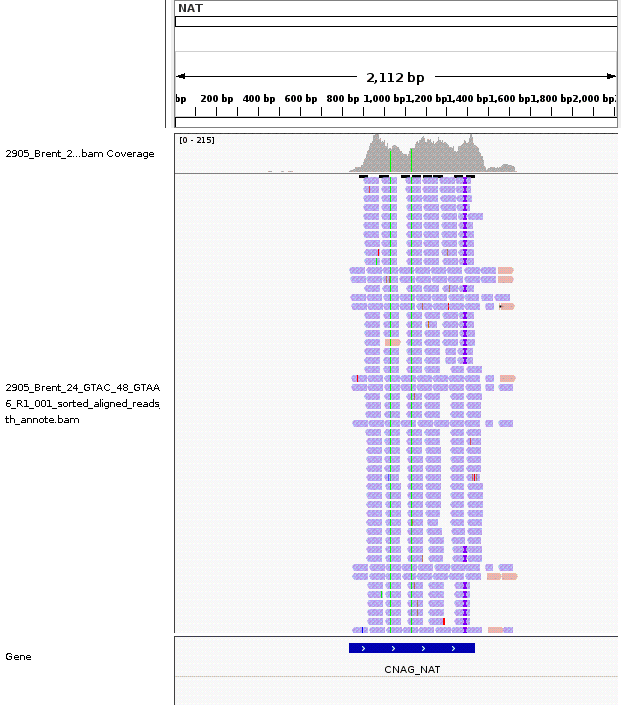 NAT
2,112 bp
bp 200 bp 400 bp 600 bp 800 bp 1,000 bp 1,200 bp 1,400 bp 1,600 bp 1,800 bp 2,000 bp
[0 - 215]
2905_Brent_2...bam Coverage
2905_Brent_24_GTAC_48_GTAA
6_R1_001_sorted_aligned_reads_
th_annote.bam
Gene
CNAG_NAT